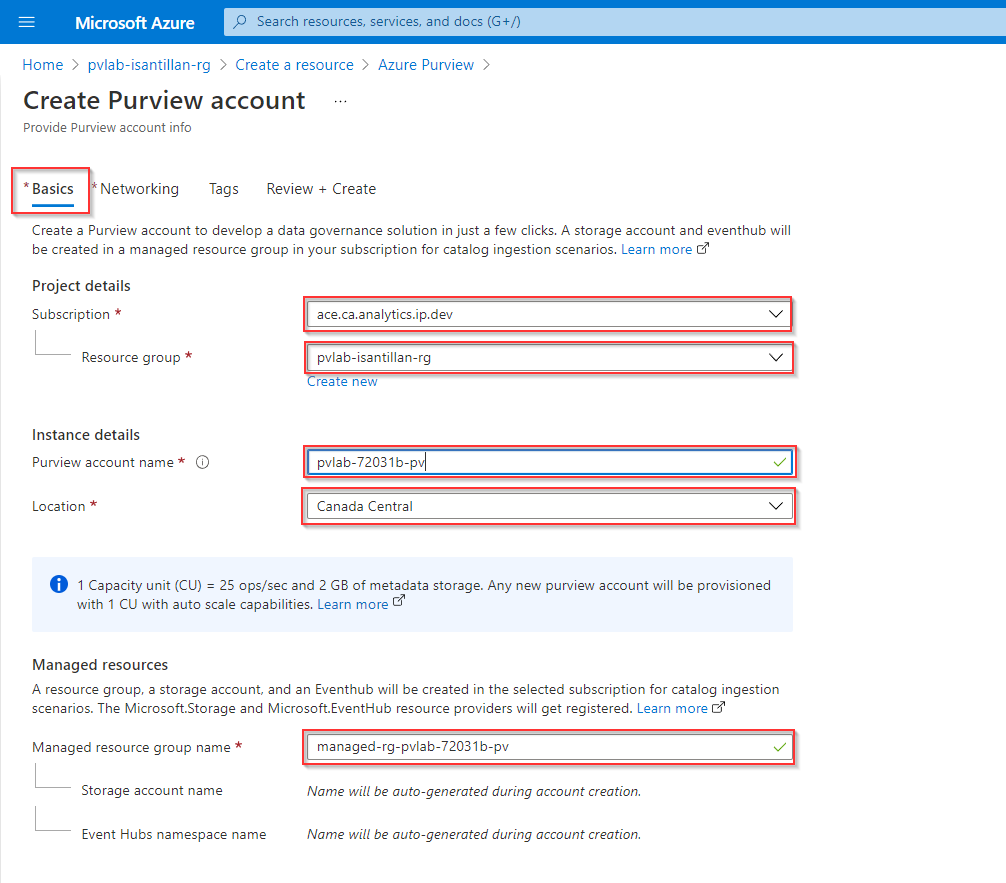 Microsoft Azure
Search resources, services, and docs (G+/)
Home > pvlab-isantillan-rg > Create a resource > Azure Purview >
Create Purview account ...
Provide Purview account info
* Basics * Networking Tags Review + Create
Create a Purview account to develop a data governance solution in just a few clicks. A storage account and eventhub will
be created in a managed resource group in your subscription for catalog ingestion scenarios. Learn more
Project details
Subscription * ace.ca.analytics.ip.dev
Resource group * pvlab-isantillan-rg
Create new
Instance details
Purview account name * pvlab-72031b-pv
Location * Canada Central
1 Capacity unit (CU) = 25 ops/sec and 2 GB of metadata storage. Any new purview account will be provisioned
with 1 CU with auto scale capabilities. Learn more
Managed resources
A resource group, a storage account, and an Eventhub will be created in the selected subscription for catalog ingestion
scenarios. The Microsoft.Storage and Microsoft.EventHub resource providers will get registered. Learn more
Managed resource group name * managed-rg-pvlab-72031b-pv
Storage account name Name will be auto-generated during account creation.
Event Hubs namespace name Name will be auto-generated during account creation.